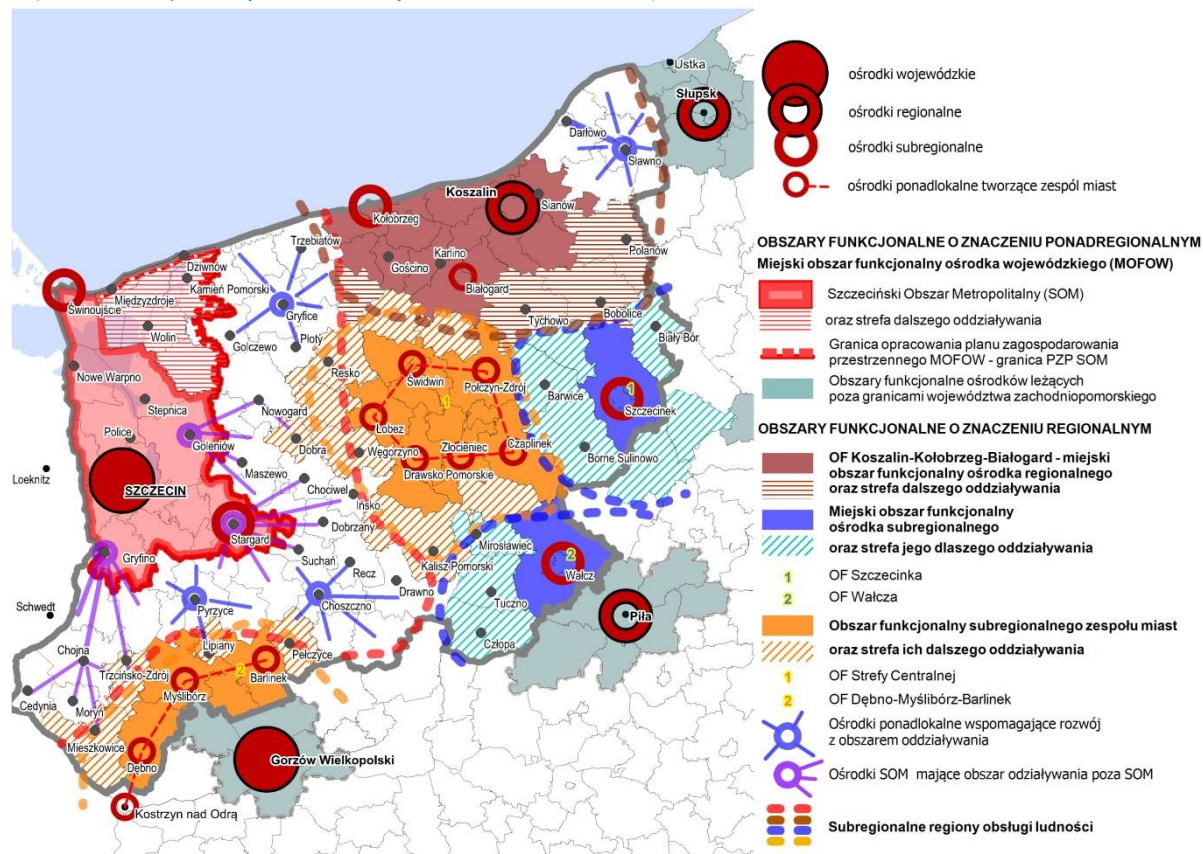 Ustka
Słupsk
Darłowo
Sławno
Koszalin
Sianów
Kołobrzeg
Trzebiatów
Karlino
Gościno
Białogard
Polanów
Dziwnów
Kamień Pomorski
Międzyzdroje
Świnoujście
Wolin
Gryfice
Tychowo
Bobolice
Golczewo
Płoty
Biały Bór
Nowe Warpno
Resko
Świdwin
Połczyn-Zdrój
Barwice
1
Szczecinek
Stepnica
Nowogard
1
Łobez
Police
Goleniów
Dobra
Węgorzyno
Złocieniec
Czaplinek
Borne Sulinowo
Loeknitz
Maszewo
Drawsko Pomorskie
SZCZECIN
Chociwel
Ińsko
Stargard
Dobrzany
Mirosławiec
Gryfino
Suchań
Kalisz Pomorski
2
Wałcz
Recz
Drawno
Schwedt
Pyrzyce
Choszczno
Tuczno
Piła
Człopa
Lipiany
Chojna
Pełczyce
Trzcińsko-Zdrój
2
Barlinek
Cedynia
Moryń
Myślibórz
Mieszkowice
Dębno
Gorzów Wielkopolski
Kostrzyn nad Odrą
ośrodki wojewódzkie
ośrodki regionalne
ośrodki subregionalne
ośrodki ponadlokalne tworzące zespól miast
OBSZARY FUNKCJONALNE O ZNACZENIU PONADREGIONALNYM
Miejski obszar funkcjonalny ośrodka wojewódzkiego (MOFOW)
Szczeciński Obszar Metropolitalny (SOM)
oraz strefa dalszego oddziaływania
Granica opracowania planu zagospodarowania
przestrzennego MOFOW - granica PZP SOM
Obszary funkcjonalne ośrodków leżących
poza granicami województwa zachodniopomorskiego
OBSZARY FUNKCJONALNE O ZNACZENIU REGIONALNYM
OF Koszalin-Kołobrzeg-Białogard - miejski
obszar funkcjonalny ośrodka regionalnego
oraz strefa dalszego oddziaływania
Miejski obszar funkcjonalny
ośrodka subregionalnego
oraz strefa jego dlaszego oddziaływania
1 OF Szczecinka
2 OF Wałcza
Obszar funkcjonalny subregionalnego zespołu miast
oraz strefa ich dalszego oddziaływania
1 OF Strefy Centralnej
2 OF Dębno-Myślibórz-Barlinek
Ośrodki ponadlokalne wspomagające rozwój
z obszarem oddziaływania
Ośrodki SOM mające obszar odziaływania poza SOM
Subregionalne regiony obsługi ludności